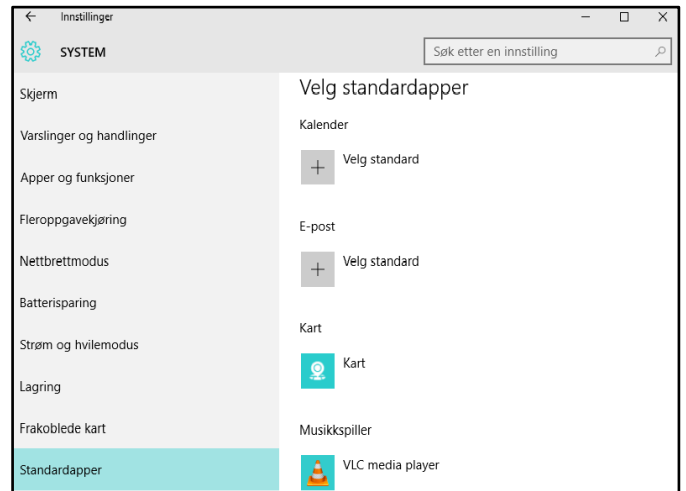 Innstillinger
SYSTEM
Søk etter en innstilling
Skjerm
Varslinger og handlinger
Apper og funksjoner
Fleroppgavekjøring
Nettbrettmodus
Batterisparing
Strøm og hvilemodus
Lagring
Frakoblede kart
Standardapper
Velg standardapper
Kalender
Velg standard
E-post
Velg standard
Kart
Kart
Musikkspiller
VLC media player